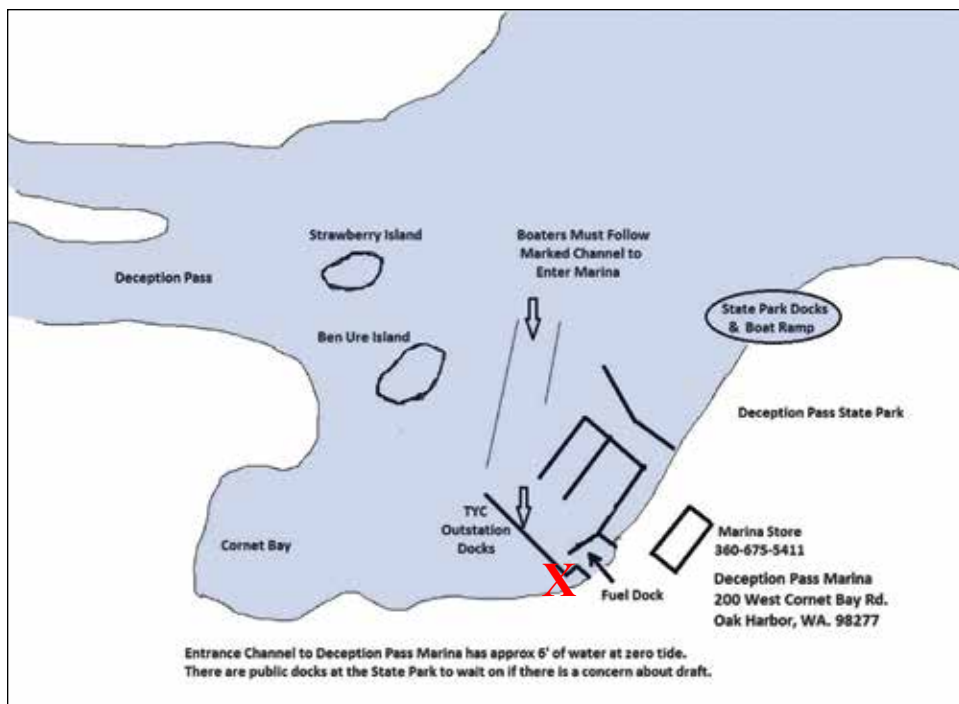 Strawberry Island
Boaters Must Follow
Marked Channel to
Enter Marina
Deception Pass
State Park Docks
& Boat Ramp
Ben Ure Island
Deception Pass State Park
TYC
Outstation
Docks
Cornet Bay
Marina Store
360-675-5411
X
Fuel Dock
Deception Pass Marina
200 West Cornet Bay Rd.
Oak Harbor, WA. 98277
Entrance Channel to Deception Pass Marina has approx 6' of water at zero tide.
There are public docks at the State Park to wait on if there is a concern about draft.